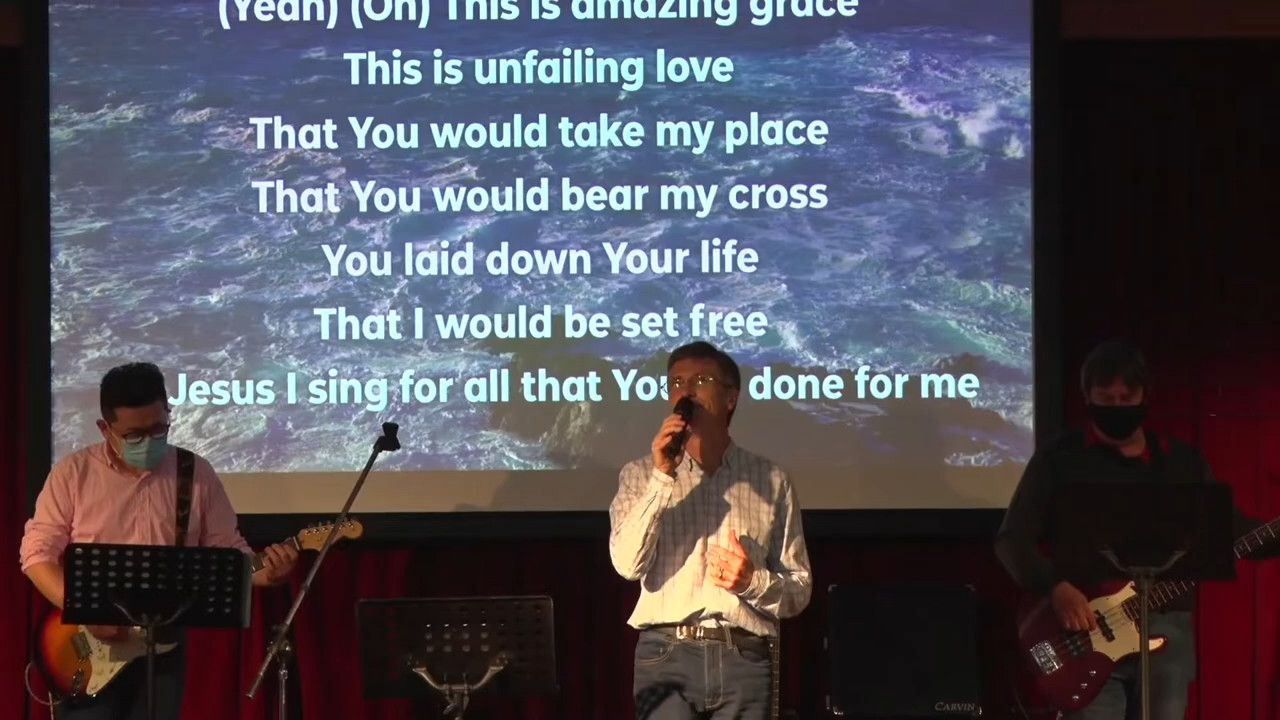 (Yeah) (Oh) This is amazing grace
This is unfailing love
That You would take my place
That You would bear my cross
You laid down Your life
That I would be set free
Jesus I sing for all that done for me
CARVIN